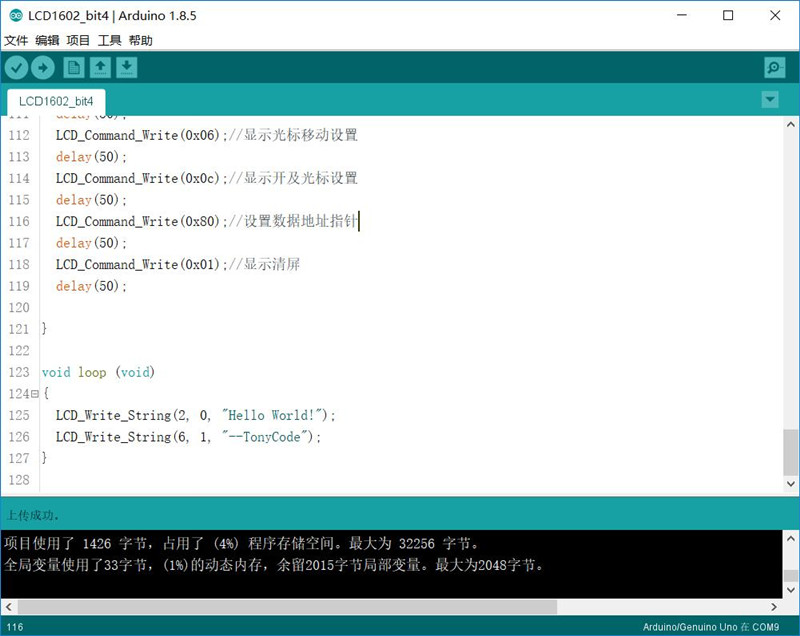 LCD1602_bit4 | Arduino 1.8.5
文件 编辑 项目 工具 帮助
LCD1602_bit4
111 delay(50);
112 LCD_Command_Write(0x06);//显示光标移动设置
113 delay(50);
114 LCD_Command_Write(0x0c);//显示开及光标设置
115 delay(50);
116 LCD_Command_Write(0x80);//设置数据地址指针
117 delay(50);
118 LCD_Command_Write(0x01);//显示清屏
119 delay(50);
120
121 }
122
123 void loop (void)
124 {
125 LCD_Write_String(2, 0, "Hello World!");
126 LCD_Write_String(6, 1, "--TonyCode");
127 }
128
上传成功。
项目使用了 1426 字节，占用了 (4%) 程序存储空间。最大为 32256 字节。
全局变量使用了33字节，(1%)的动态内存，余留2015字节局部变量。最大为2048字节。
116 Arduino/Genuino Uno 在 COM9